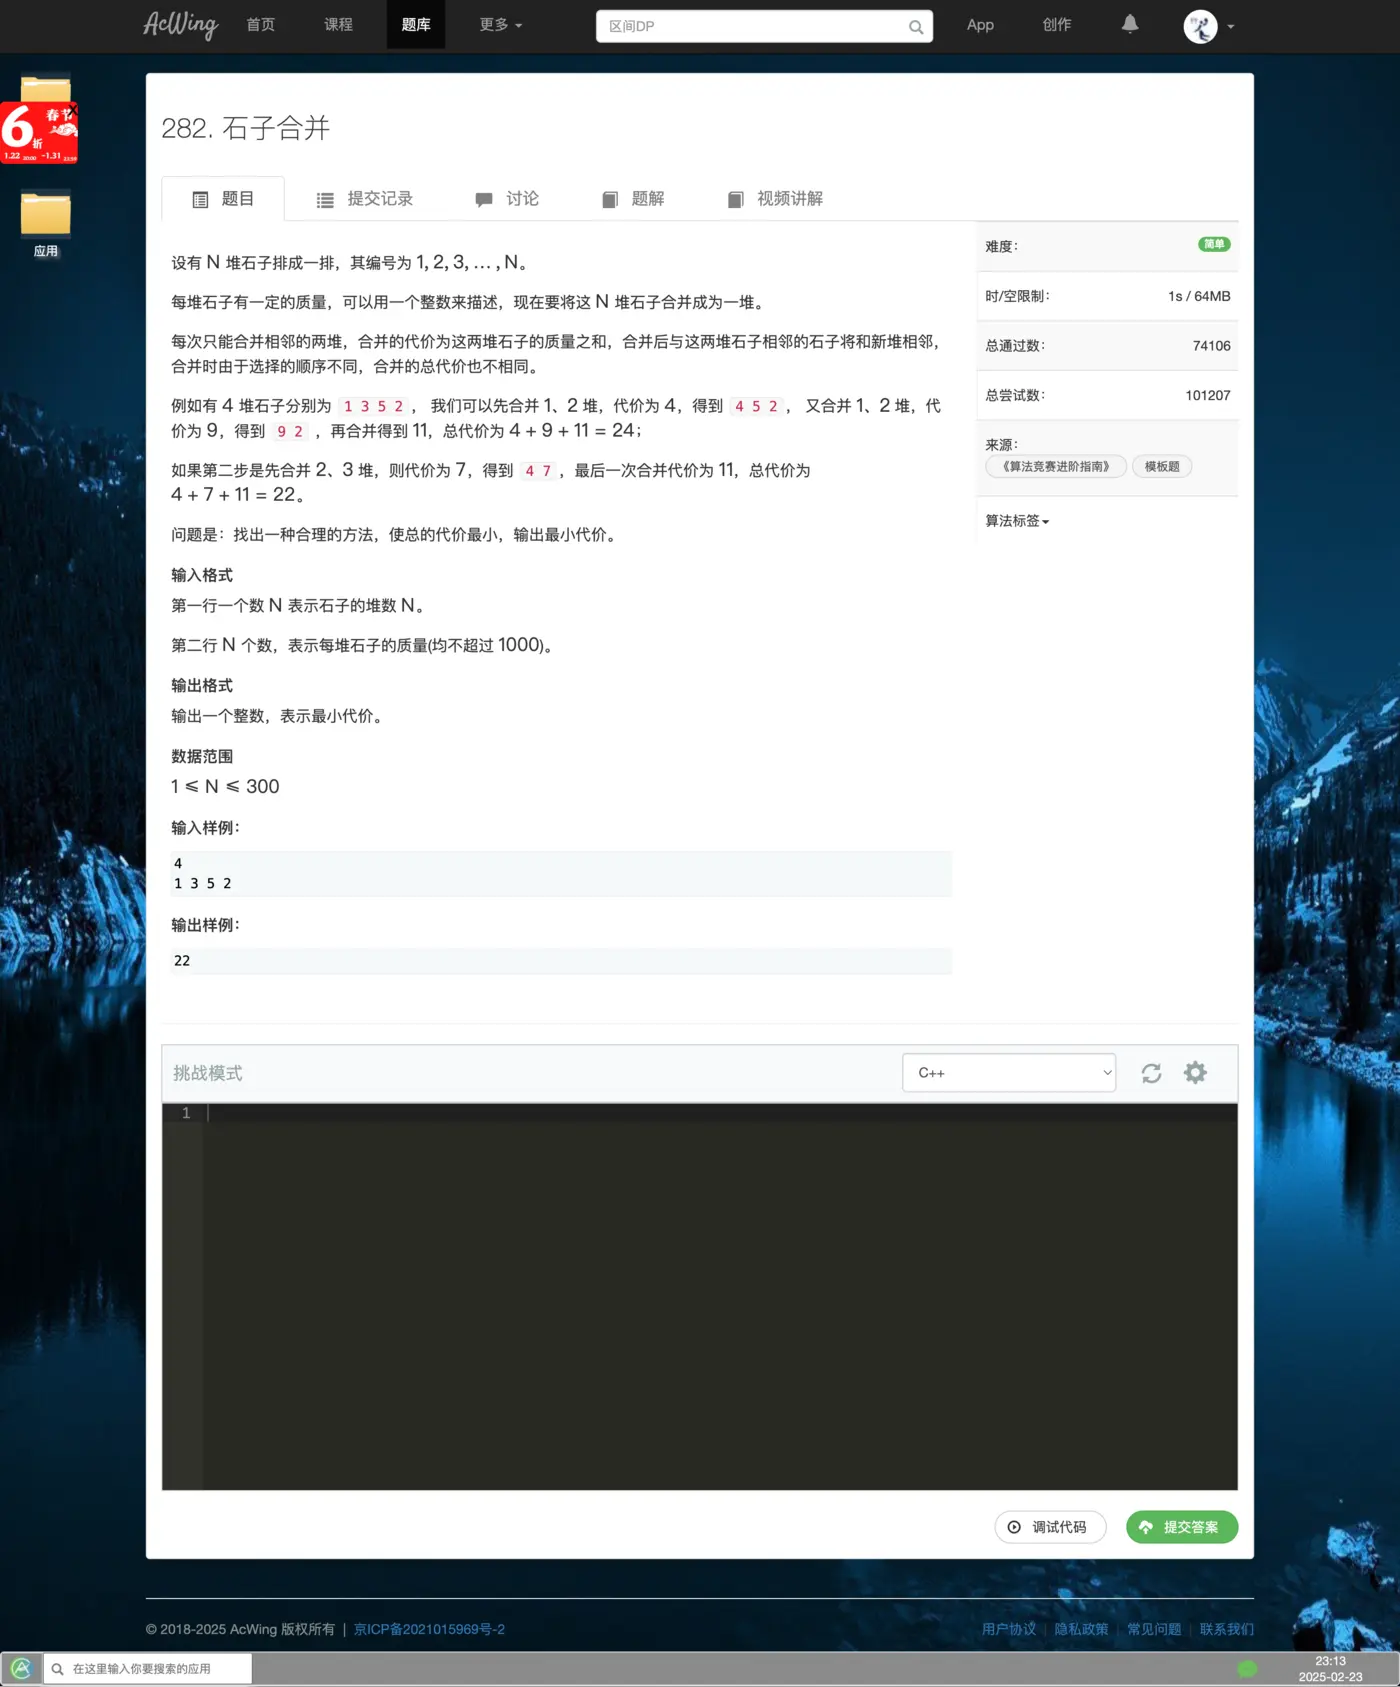 AcWing 首页 课程 题库 更多 区间DP App 创作
6折 春节
1.22 20:00 -1.31 23:59
应用
282. 石子合并
题目 提交记录 讨论 题解 视频讲解
设有 N 堆石子排成一排，其编号为 1, 2, 3, … , N。
每堆石子有一定的质量，可以用一个整数来描述，现在要将这 N 堆石子合并成为一堆。
每次只能合并相邻的两堆，合并的代价为这两堆石子的质量之和，合并后与这两堆石子相邻的石子将和新堆相邻，
合并时由于选择的顺序不同，合并的总代价也不相同。
例如有 4 堆石子分别为 1 3 5 2， 我们可以先合并 1、2 堆，代价为 4，得到 4 5 2， 又合并 1、2 堆，代
价为 9，得到 9 2 ，再合并得到 11，总代价为 4 + 9 + 11 = 24；
如果第二步是先合并 2、3 堆，则代价为 7，得到 4 7，最后一次合并代价为 11，总代价为
4 + 7 + 11 = 22。
问题是：找出一种合理的方法，使总的代价最小，输出最小代价。
输入格式
第一行一个数 N 表示石子的堆数 N。
第二行 N 个数，表示每堆石子的质量(均不超过 1000)。
输出格式
输出一个整数，表示最小代价。
数据范围
1 ≤ N ≤ 300
输入样例：
4
1 3 5 2
输出样例：
22
难度： 简单
时/空限制： 1s / 64MB
总通过数： 74106
总尝试数： 101207
来源：
《算法竞赛进阶指南》 模板题
算法标签
挑战模式 C++
1
调试代码 提交答案
© 2018-2025 AcWing 版权所有 | 京ICP备2021015969号-2 用户协议 | 隐私政策 | 常见问题 | 联系我们
在这里输入你要搜索的应用
23:13
2025-02-23